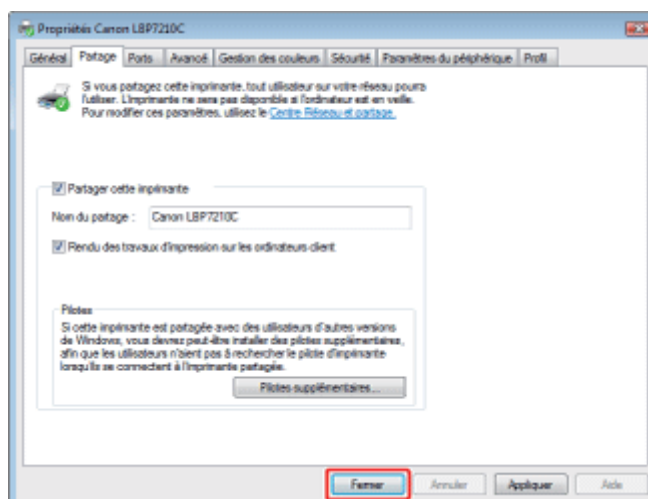 Propriétés Canon LBP7210C
Général Partage Ports Avancé Gestion des couleurs Sécurité Paramètres du périphérique Profil
Si vous partagez cette imprimante, tout utilisateur sur votre réseau pourra
l'utiliser. L'imprimante ne sera pas disponible si l'ordinateur est en veille.
Pour modifier ces paramètres, utilisez le Centre Réseau et partage.
Partager cette imprimante
Nom du partage : Canon LBP7210C
Rendu des travaux d'impression sur les ordinateurs client
Pilotes
Si cette imprimante est partagée avec des utilisateurs d'autres versions
de Windows, vous devrez peut-être installer des pilotes supplémentaires,
afin que les utilisateurs n'aient pas à rechercher le pilote d'imprimante
lorsqu'ils se connectent à l'imprimante partagée.
Pilotes supplémentaires...
Fermer Annuler Appliquer Aide